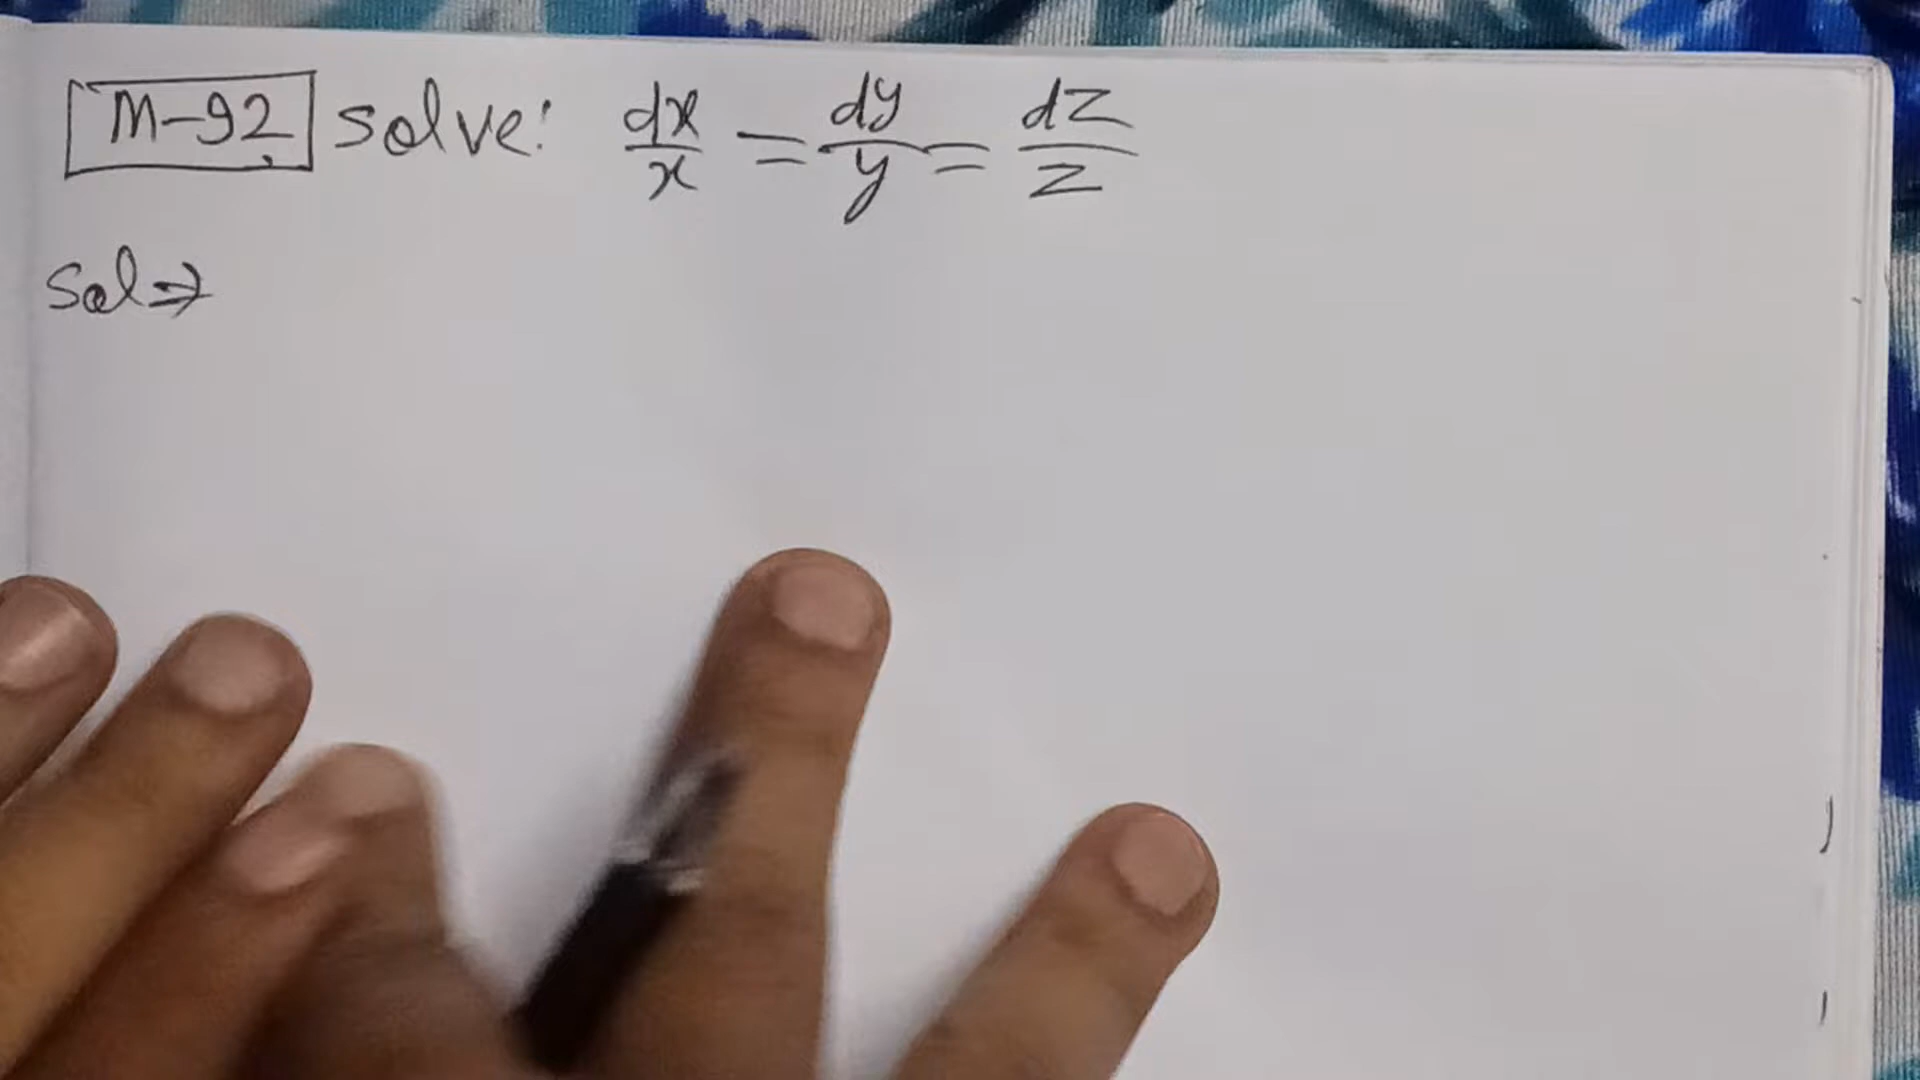 M-92 solve: dx/x = dy/y = dz/z
Sol⇒